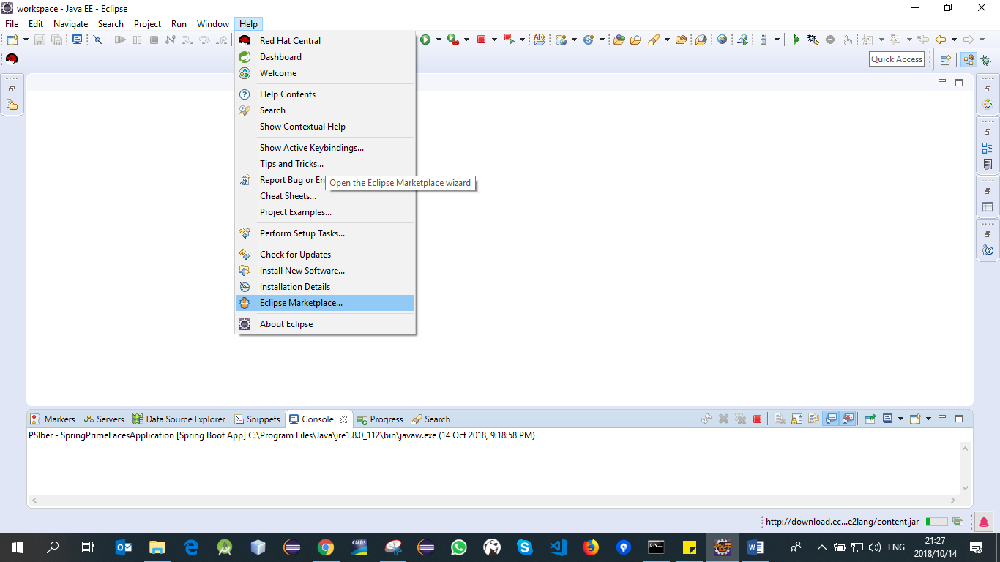 workspace - Java EE - Eclipse
File Edit Navigate Search Project Run Window Help
Quick Access
Red Hat Central
Dashboard
Welcome
Help Contents
Search
Show Contextual Help
Show Active Keybindings...
Tips and Tricks...
Report Bug or En
Open the Eclipse Marketplace wizard
Cheat Sheets...
Project Examples...
Perform Setup Tasks...
Check for Updates
Install New Software...
Installation Details
Eclipse Marketplace...
About Eclipse
Markers Servers Data Source Explorer Snippets Console Progress Search
PSIber - SpringPrimeFacesApplication [Spring Boot App] C:\Program Files\Java\jre1.8.0_112\bin\javaw.exe (14 Oct 2018, 9:18:58 PM)
http://download.ec...e2lang/content.jar
CALD3
JAVA EE
IDE
ENG
21:27
2018/10/14